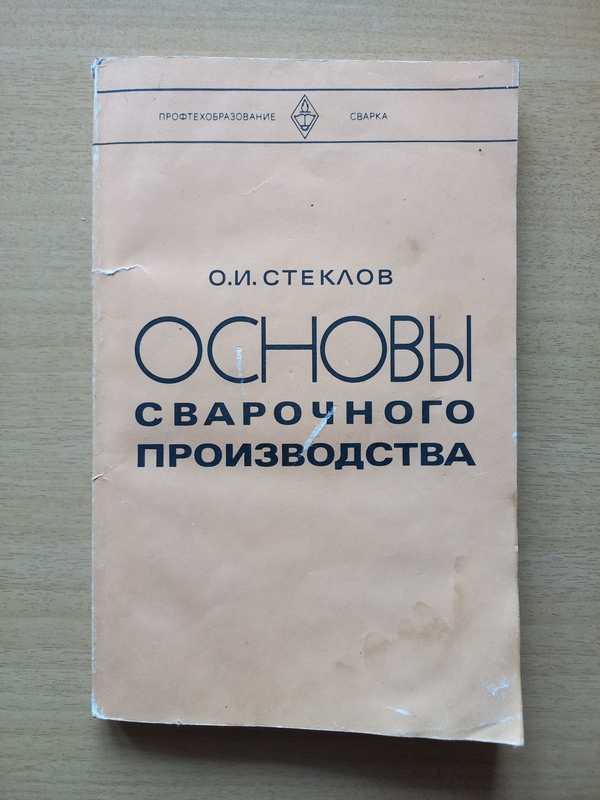 ПРОФТЕХОБРАЗОВАНИЕ СВАРКА
О.И. СТЕКЛОВ
ОСНОВЫ
СВАРОЧНОГО
ПРОИЗВОДСТВА